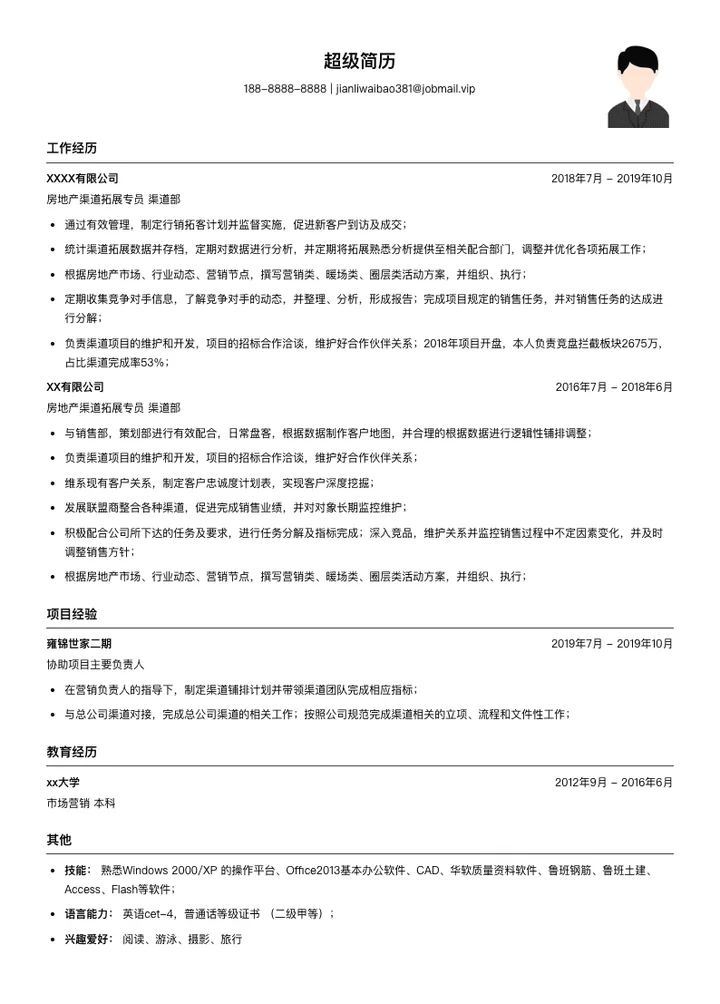 超级简历
188-8888-8888 | jianliwaibao381@jobmail.vip
工作经历
XXXX有限公司 2018年7月 – 2019年10月
房地产渠道拓展专员 渠道部
• 通过有效管理，制定行销拓客计划并监督实施，促进新客户到访及成交；
• 统计渠道拓展数据并存档，定期对数据进行分析，并定期将拓展熟悉分析提供至相关配合部门，调整并优化各项拓展工作；
• 根据房地产市场、行业动态、营销节点，撰写营销类、暖场类、圈层类活动方案，并组织、执行；
• 定期收集竞争对手信息，了解竞争对手的动态，并整理、分析，形成报告；完成项目规定的销售任务，并对销售任务的达成进
行分解；
• 负责渠道项目的维护和开发，项目的招标合作洽谈，维护好合作伙伴关系；2018年项目开盘，本人负责竞盘拦截板块2675万，
占比渠道完成率53%；
XX有限公司 2016年7月 – 2018年6月
房地产渠道拓展专员 渠道部
• 与销售部，策划部进行有效配合，日常盘客，根据数据制作客户地图，并合理的根据数据进行逻辑性铺排调整；
• 负责渠道项目的维护和开发，项目的招标合作洽谈，维护好合作伙伴关系；
• 维系现有客户关系，制定客户忠诚度计划表，实现客户深度挖掘；
• 发展联盟商整合各种渠道，促进完成销售业绩，并对对象长期监控维护；
• 积极配合公司所下达的任务及要求，进行任务分解及指标完成；深入竞品，维护关系并监控销售过程中不定因素变化，并及时
调整销售方针；
• 根据房地产市场、行业动态、营销节点，撰写营销类、暖场类、圈层类活动方案，并组织、执行；
项目经验
雍锦世家二期 2019年7月 – 2019年10月
协助项目主要负责人
• 在营销负责人的指导下，制定渠道铺排计划并带领渠道团队完成相应指标；
• 与总公司渠道对接，完成总公司渠道的相关工作；按照公司规范完成渠道相关的立项、流程和文件性工作；
教育经历
xx大学 2012年9月 – 2016年6月
市场营销 本科
其他
• 技能： 熟悉Windows 2000/XP 的操作平台、Office2013基本办公软件、CAD、华软质量资料软件、鲁班钢筋、鲁班土建、
Access、Flash等软件；
• 语言能力： 英语cet-4，普通话等级证书 （二级甲等）；
• 兴趣爱好： 阅读、游泳、摄影、旅行